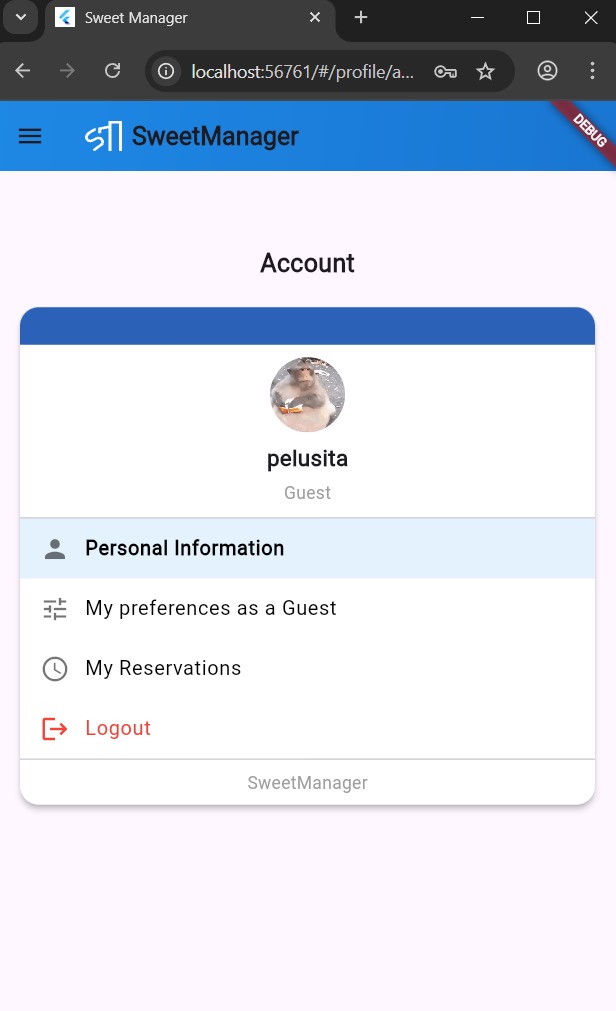 Sweet Manager
localhost:56761/#/profile/a...
SweetManager
DEBUG
Account
pelusita
Guest
Personal Information
My preferences as a Guest
My Reservations
Logout
SweetManager